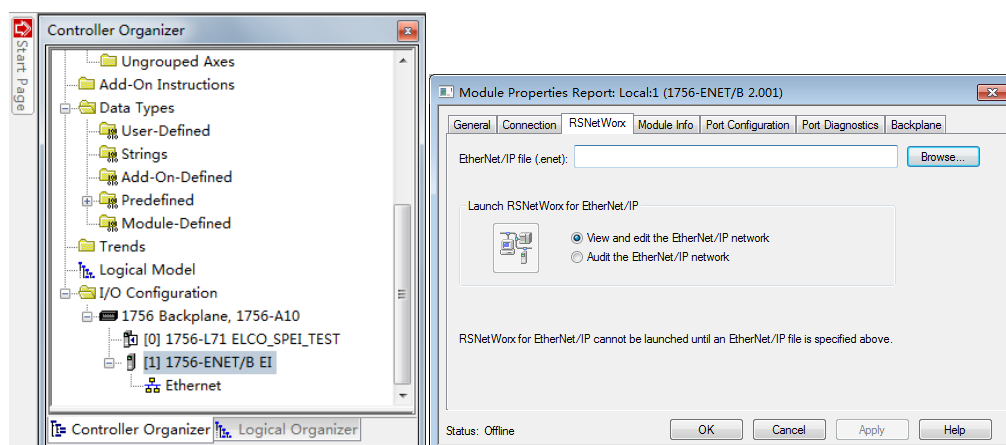 Start Page
Controller Organizer
Ungrouped Axes
Add-On Instructions
Data Types
User-Defined
Strings
Add-On-Defined
Predefined
Module-Defined
Trends
Logical Model
I/O Configuration
1756 Backplane, 1756-A10
[0] 1756-L71 ELCO_SPEI_TEST
[1] 1756-ENET/B EI
Ethernet
Controller Organizer Logical Organizer
Module Properties Report: Local:1 (1756-ENET/B 2.001)
General Connection RSNetWorx Module Info Port Configuration Port Diagnostics Backplane
EtherNet/IP file (.enet): Browse...
Launch RSNetWorx for EtherNet/IP
View and edit the EtherNet/IP network
Audit the EtherNet/IP network
RSNetWorx for EtherNet/IP cannot be launched until an EtherNet/IP file is specified above.
Status: Offline OK Cancel Apply Help